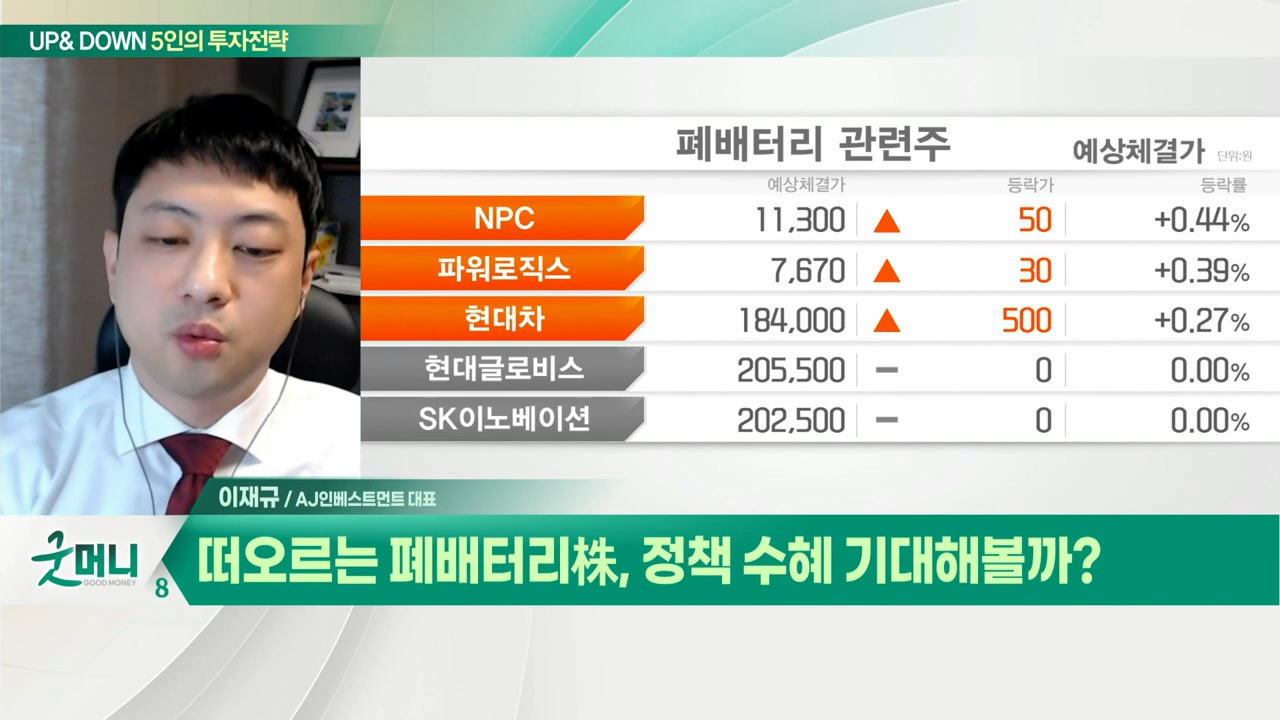 UP& DOWN 5인의 투자전략
폐배터리 관련주
예상체결가 단위:원
예상체결가 등락가 등락률
NPC 11,300 ▲ 50 +0.44%
파워로직스 7,670 ▲ 30 +0.39%
현대차 184,000 ▲ 500 +0.27%
현대글로비스 205,500 - 0 0.00%
SK이노베이션 202,500 - 0 0.00%
이재규 / AJ인베스트먼트 대표
굿머니
GOOD MONEY
8
떠오르는 폐배터리株, 정책 수혜 기대해볼까?